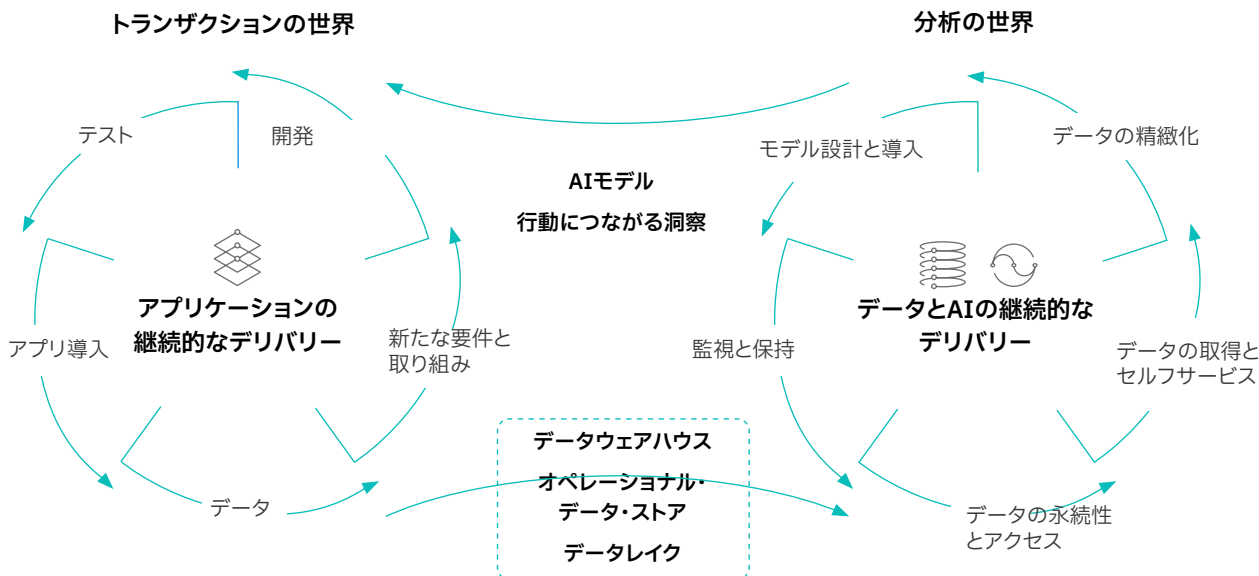 トランザクションの世界
分析の世界
テスト
開発
モデル設計と導入
データの精緻化
AIモデル
行動につながる洞察
アプリケーションの
継続的なデリバリー
データとAIの継続的な
デリバリー
アプリ導入
新たな要件と
取り組み
監視と保持
データの取得と
セルフサービス
データウェアハウス
オペレーショナル・
データ・ストア
データレイク
データ
データの永続性
とアクセス